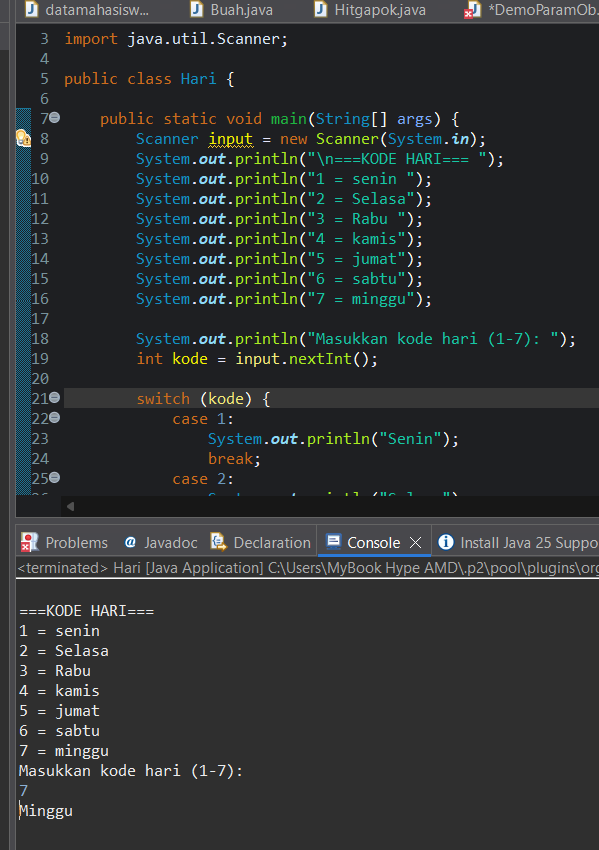 datamahasisw...
Buah.java
Hitgapok.java
*DemoParamOb.
3 import java.util.Scanner;
4
5 public class Hari {
6
7 public static void main(String[] args) {
8 Scanner input = new Scanner(System.in);
9 System.out.println("\n===KODE HARI=== ");
10 System.out.println("1 = senin ");
11 System.out.println("2 = Selasa");
12 System.out.println("3 = Rabu ");
13 System.out.println("4 = kamis");
14 System.out.println("5 = jumat");
15 System.out.println("6 = sabtu");
16 System.out.println("7 = minggu");
17
18 System.out.println("Masukkan kode hari (1-7): ");
19 int kode = input.nextInt();
20
21 switch (kode) {
22 case 1:
23 System.out.println("Senin");
24 break;
25 case 2:
Problems @ Javadoc Declaration Console Install Java 25 Suppo
<terminated> Hari [Java Application] C:\Users\MyBook Hype AMD\.p2\pool\plugins\org
===KODE HARI===
1 = senin
2 = Selasa
3 = Rabu
4 = kamis
5 = jumat
6 = sabtu
7 = minggu
Masukkan kode hari (1-7):
7
Minggu